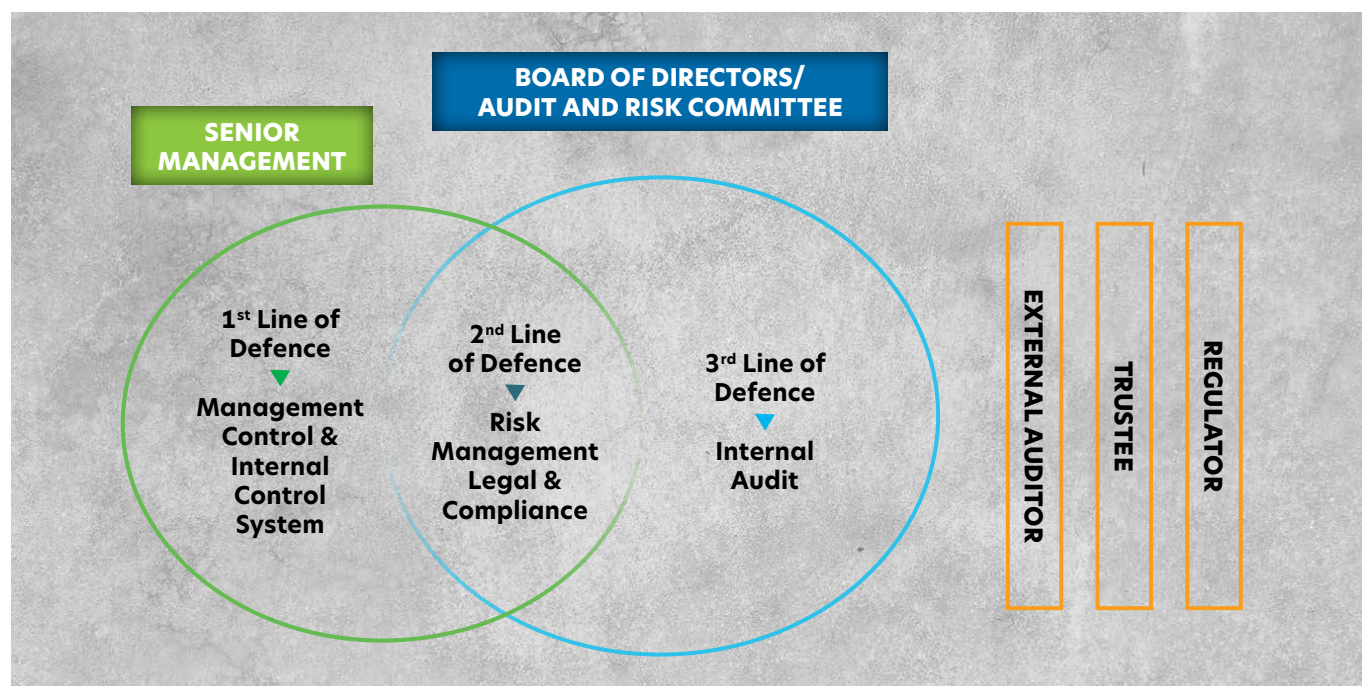 BOARD OF DIRECTORS/
AUDIT AND RISK COMMITTEE
SENIOR
MANAGEMENT
1st Line of
Defence
Management
Control &
Internal
Control
System
2nd Line
of Defence
Risk
Management
Legal &
Compliance
3rd Line of
Defence
Internal
Audit
EXTERNAL AUDITOR
TRUSTEE
REGULATOR